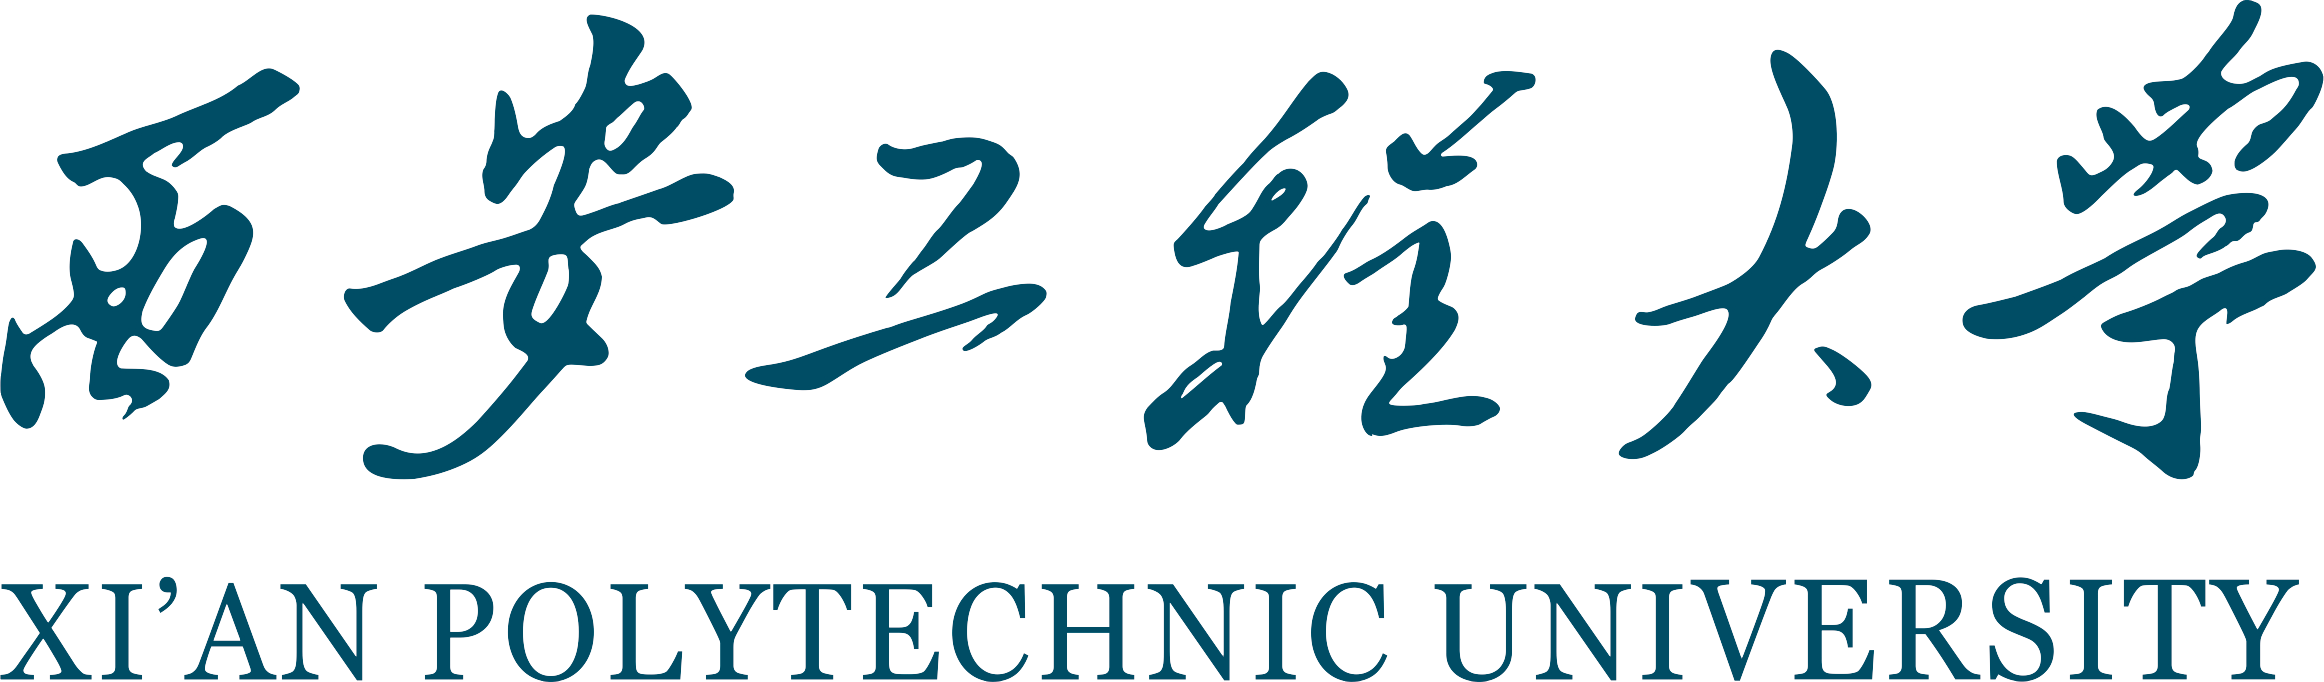 西安工程大学
XI’AN POLYTECHNIC UNIVERSITY